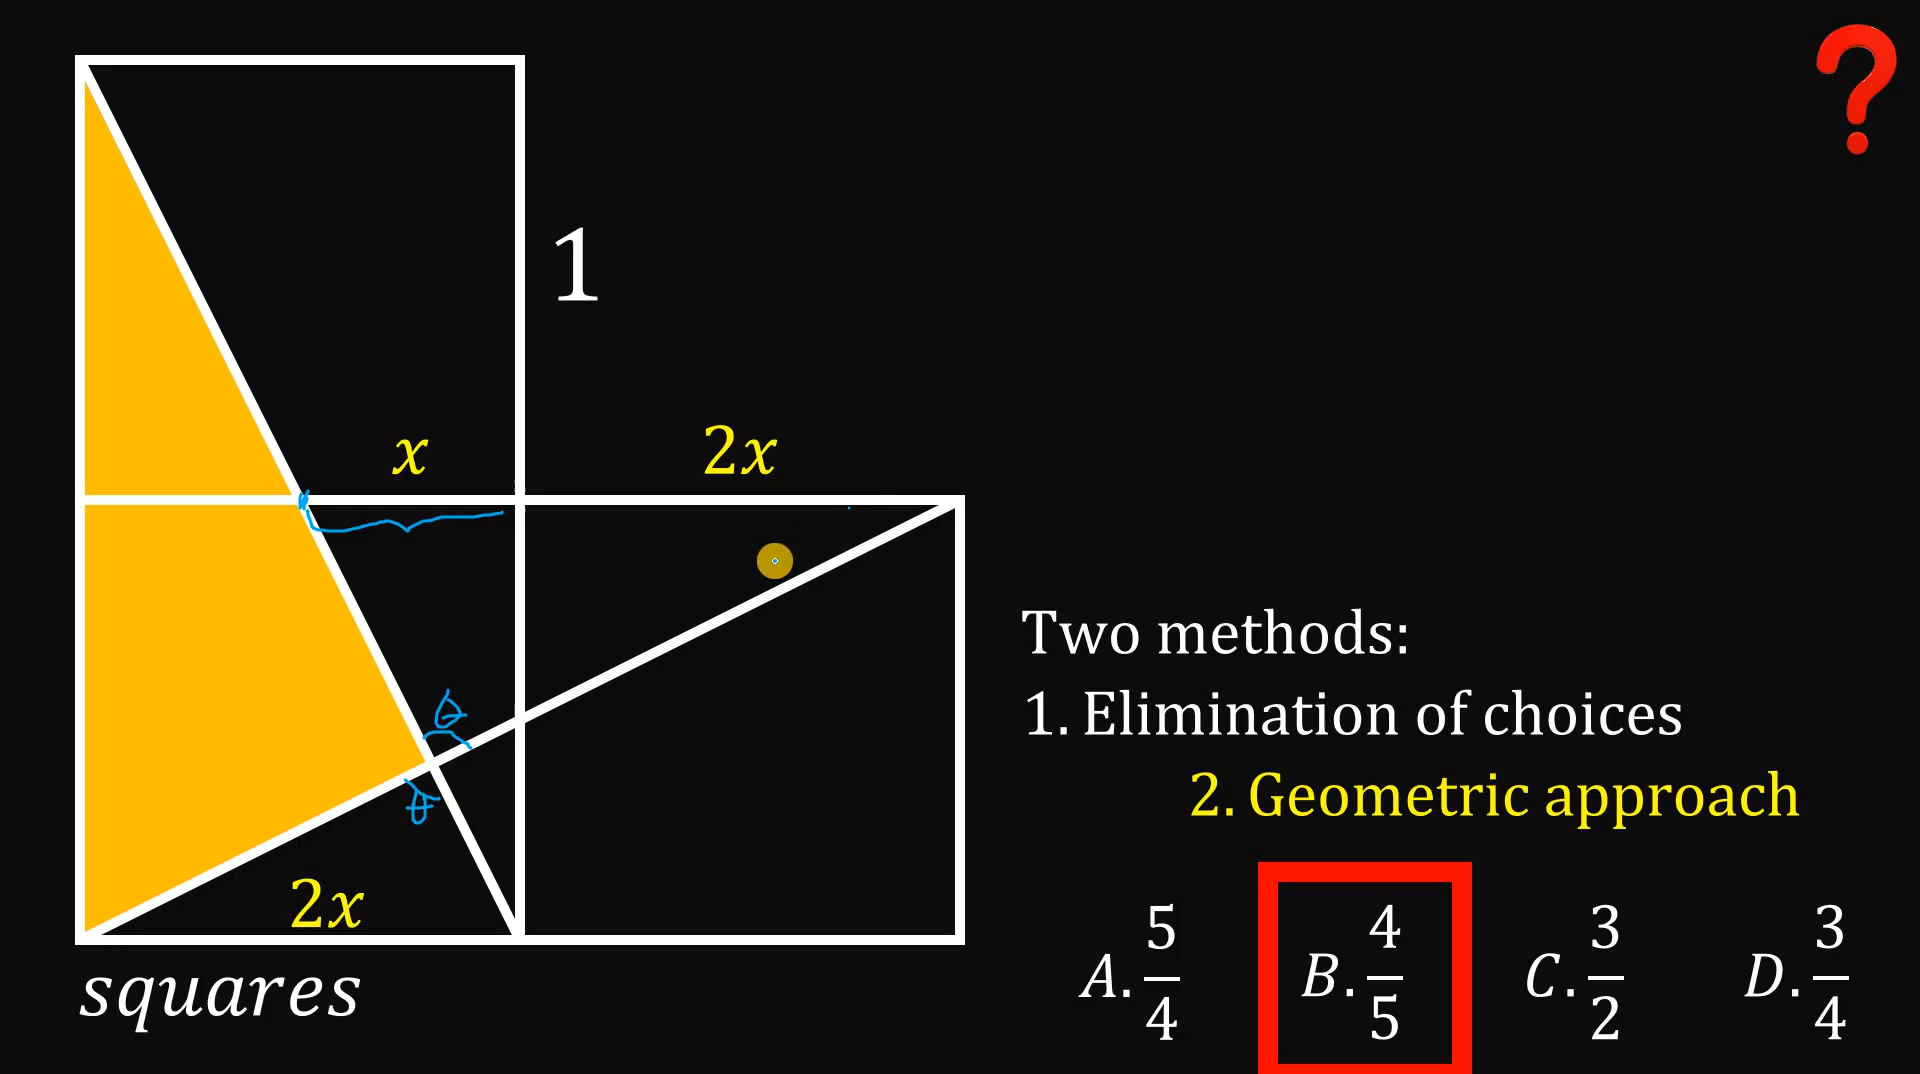 ❓
1
x
2x
Two methods:
1. Elimination of choices
2. Geometric approach
2x
A. 5/4 B. 4/5 C. 3/2 D. 3/4
squares